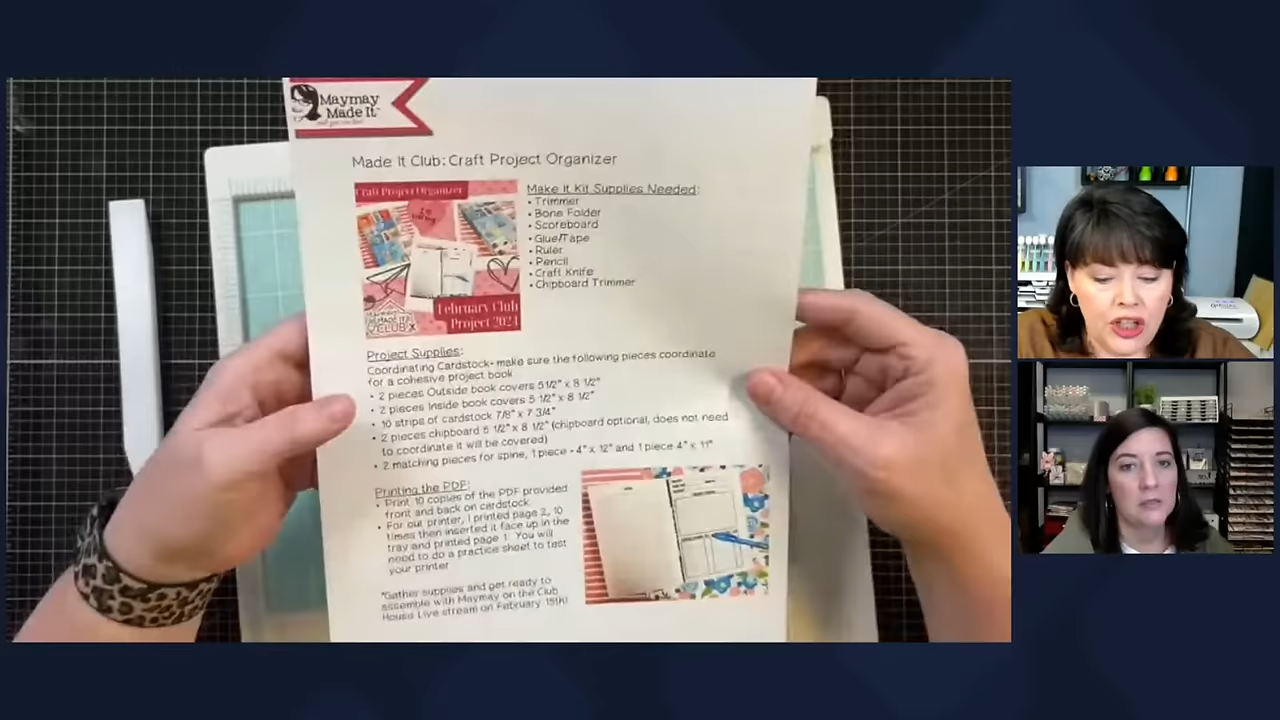 Maymay
Made It
Made It Club: Craft Project Organizer
Craft Project Organizer
February Club
Project 2021
CLUB
Make It Kit Supplies Needed:
• Trimmer
• Bone Folder
• Scoreboard
• Glue/Tape
• Ruler
• Pencil
• Craft Knife
• Chipboard Trimmer
Project Supplies:
Coordinating Cardstock- make sure the following pieces coordinate
for a cohesive project book
• 2 pieces Outside book covers 5 1/2" x 8 1/2"
• 2 pieces Inside book covers 5 1/2" x 8 1/2"
• 10 strips of cardstock 7/8" x 7 3/4"
• 2 pieces chipboard 5 1/2" x 8 1/2" (chipboard optional, does not need
to coordinate it will be covered)
• 2 matching pieces for spine, 1 piece - 4" x 12" and 1 piece 4" x 11"
Printing the PDF:
• Print 10 copies of the PDF provided
front and back on cardstock
• For our printer, I printed page 2, 10
times then inserted it face up in the
tray and printed page 1. You will
need to do a practice sheet to test
your printer
*Gather supplies and get ready to
assemble with Maymay on the Club
House Live stream on February 15th!